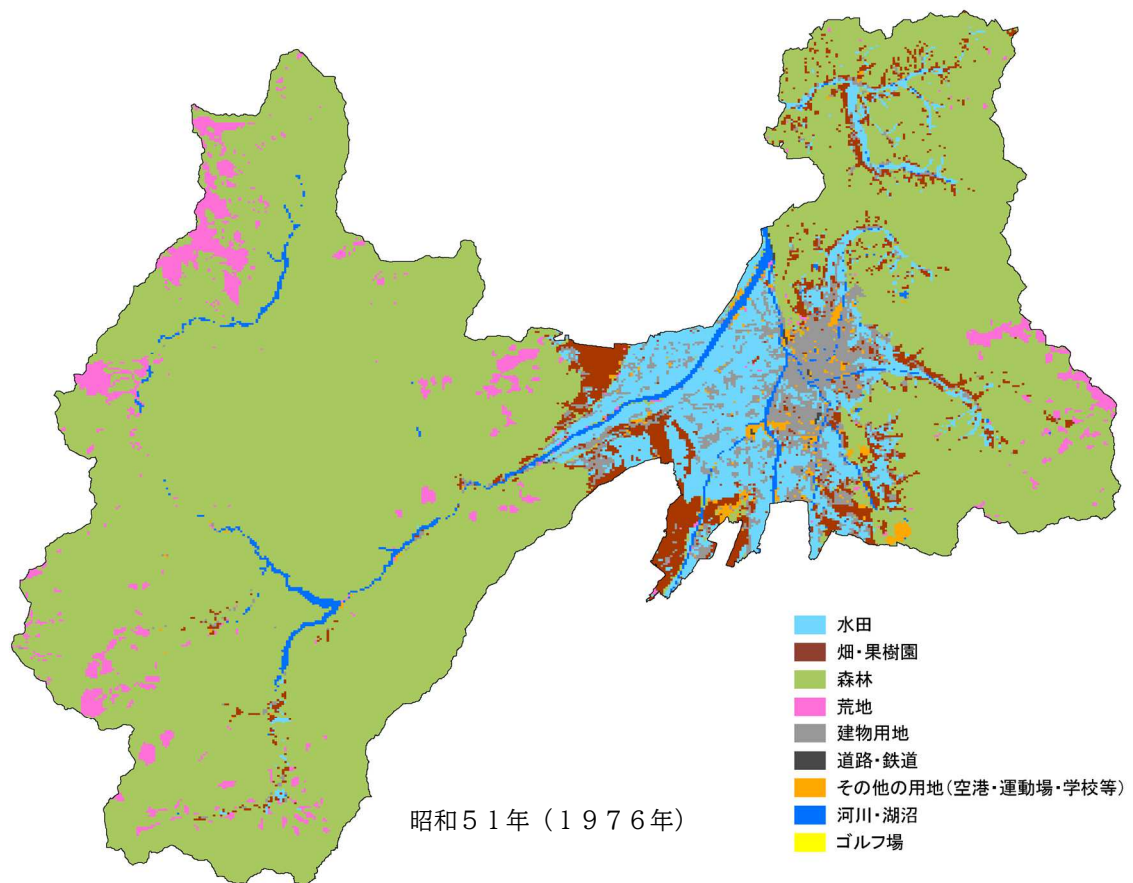 水田
畑・果樹園
森林
荒地
建物用地
道路・鉄道
その他の用地(空港・運動場・学校等)
河川・湖沼
ゴルフ場
昭和５１年（１９７６年）